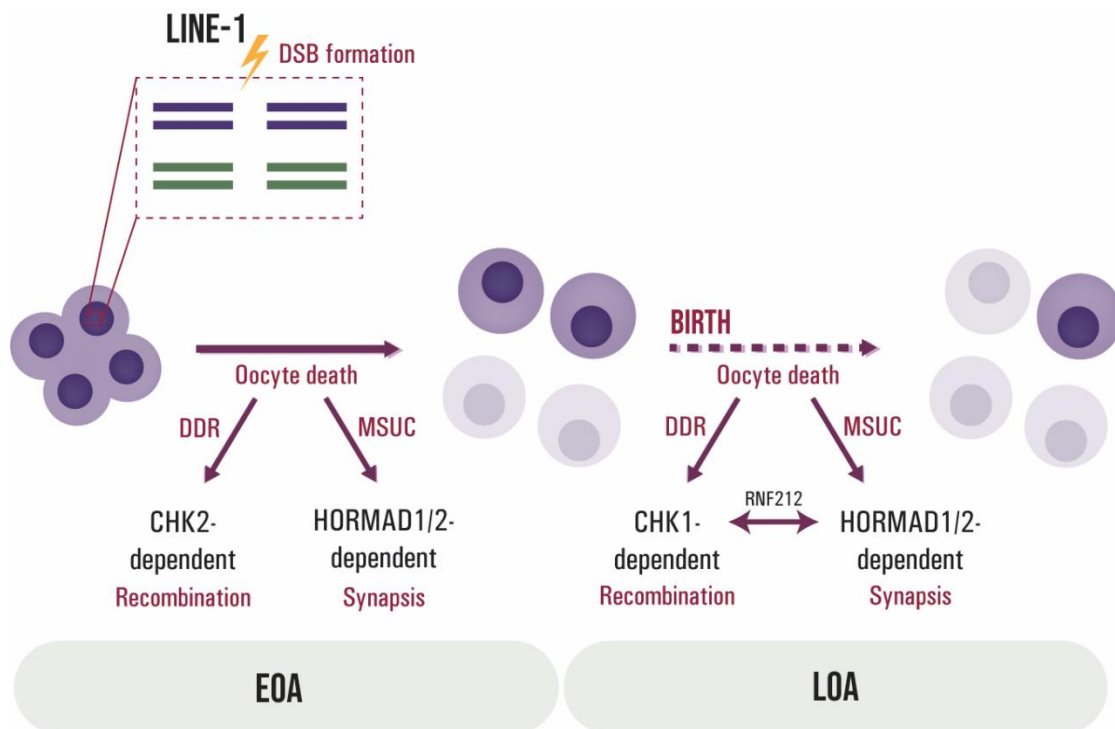 LINE-1
DSB formation
BIRTH
Oocyte death
DDR
MSUC
CHK2-
dependent
Recombination
HORMAD1/2-
dependent
Synapsis
Oocyte death
DDR
MSUC
RNF212
CHK1-
dependent
Recombination
HORMAD1/2-
dependent
Synapsis
EOA
LOA